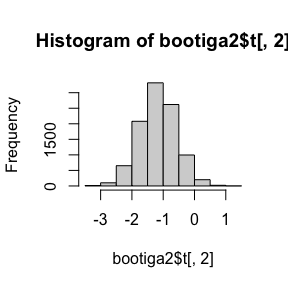 Histogram of bootiga2$t[, 2]
Frequency
1500
0
-3 -2 -1 0 1
bootiga2$t[, 2]